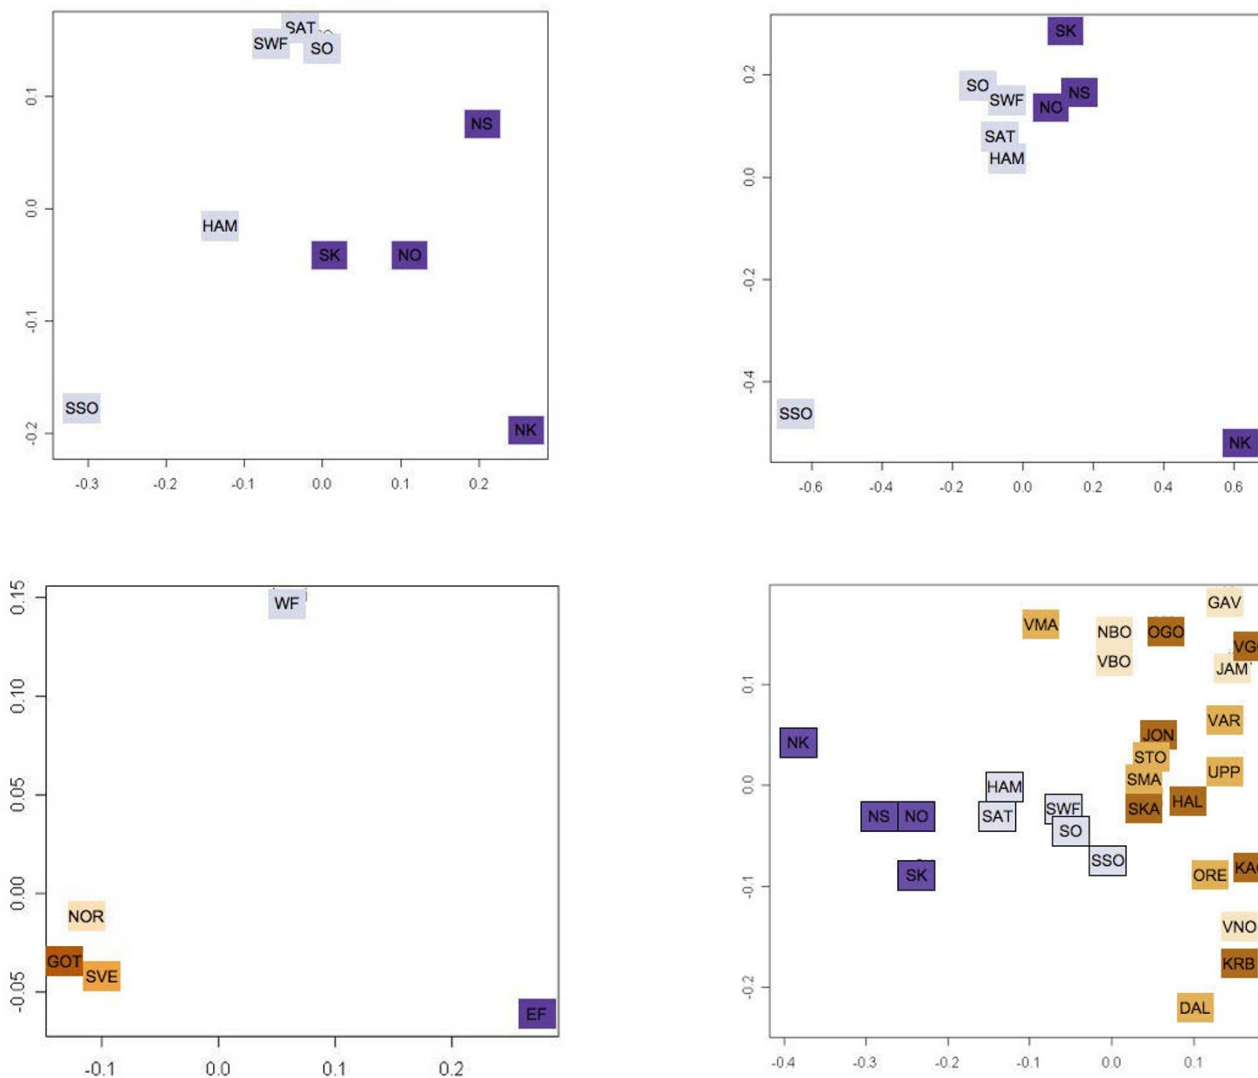 SAT
SWF
SO
0.1
NS
0.0
HAM
SK
NO
-0.1
SSO
NK
-0.2
-0.3
-0.2
-0.1
0.0
0.1
0.2
SK
0.2
SO
SWF
NS
NO
SAT
HAM
0.0
-0.2
-0.4
SSO
NK
-0.6
-0.4
-0.2
0.0
0.2
0.4
0.6
0.15
WF
0.10
0.05
0.00
NOR
GOT
SVE
-0.05
EF
-0.1
0.0
0.1
0.2
GAV
VMA
NBO
OGO
VBO
JAM
0.1
VAR
NK
JON
STO
UPP
SMA
0.0
HAM
HAL
SWF
SKA
NS
NO
SAT
SO
SSO
SK
ORE
-0.1
VNO
KRB
-0.2
DAL
-0.4
-0.3
-0.2
-0.1
0.0
0.1